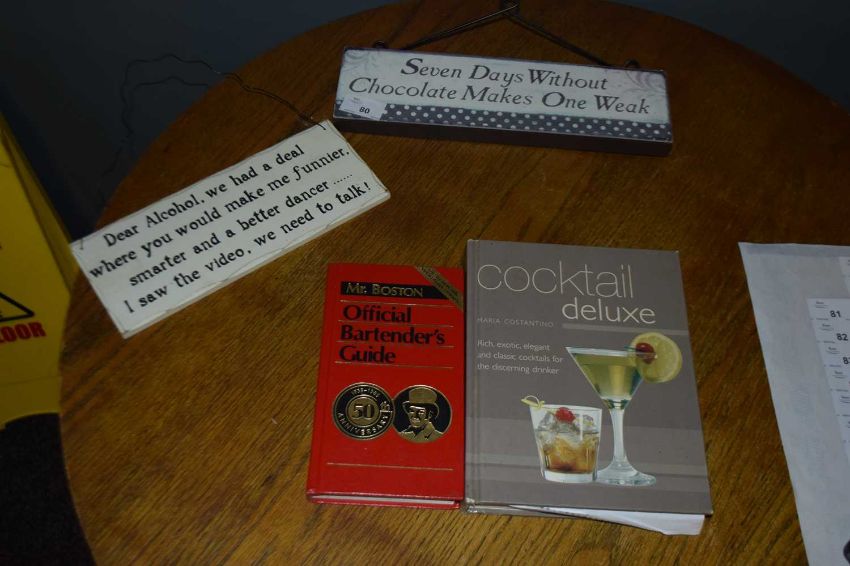 Seven Days Without
Chocolate Makes One Weak
80
Dear Alcohol, we had a deal
where you would make me funnier,
smarter and a better dancer ......
I saw the video, we need to talk!
Mr. BOSTON
Official
Bartender's
Guide
50
ANNIVERSARY
cocktail
deluxe
MARIA COSTANTINO
Rich, exotic, elegant
and classic cocktails for
the discerning drinker
81
82
LOOR